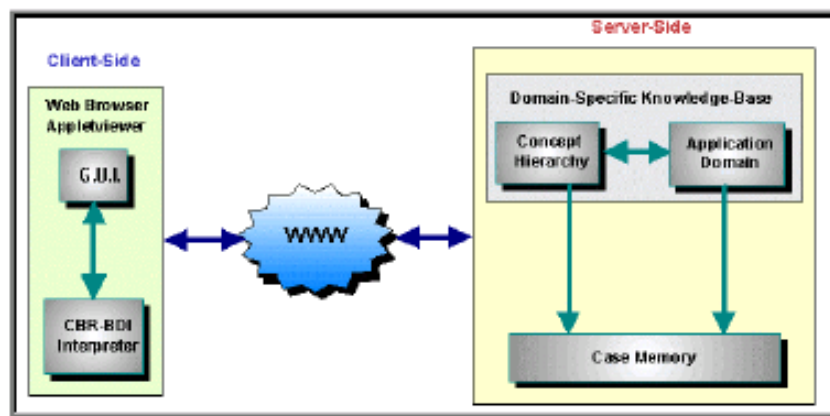 Server-Side
Client-Side
Web Browser
Appletviewer
G.U.I.
CBR-BDI
Interpreter
WWW
Domain-Specific Knowledge-Base
Concept
Hierarchy
Application
Domain
Case Memory